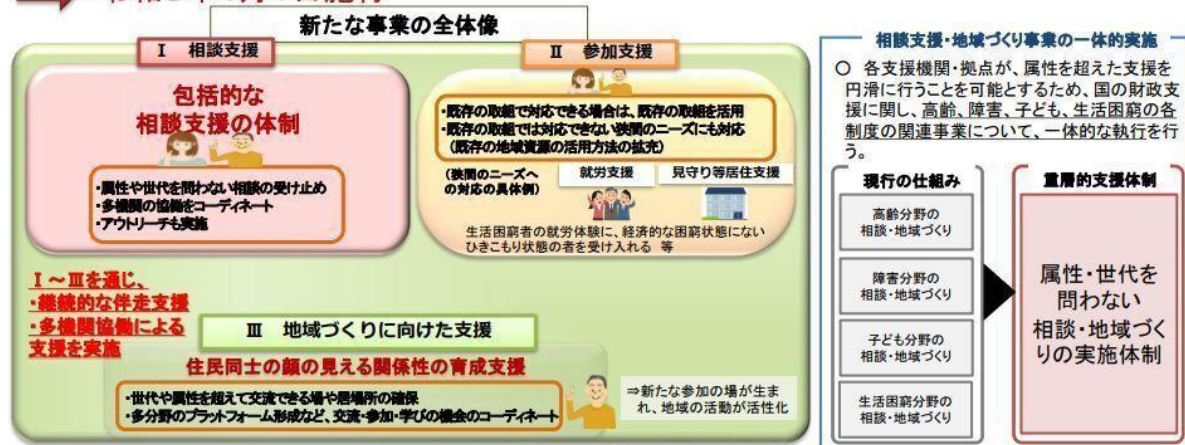 新たな事業の全体像
Ⅰ 相談支援
包括的な
相談支援の体制
・属性や世代を問わない相談の受け止め
・多機関の協働をコーディネート
・アウトリーチも実施
Ⅱ 参加支援
・既存の取組で対応できる場合は、既存の取組を活用
・既存の取組では対応できない狭間のニーズにも対応
(既存の地域資源の活用方法の拡充)
(狭間のニーズへ
の対応の具体例)
就労支援
見守り等居住支援
生活困窮者の就労体験に、経済的な困窮状態にない
ひきこもり状態の者を受け入れる 等
Ⅰ～Ⅲを通じ、
・継続的な伴走支援
・多機関協働による
支援を実施
Ⅲ 地域づくりに向けた支援
住民同士の顔の見える関係性の育成支援
・世代や属性を超えて交流できる場や居場所の確保
・多分野のプラットフォーム形成など、交流・参加・学びの機会のコーディネート
⇒新たな参加の場が生ま
れ、地域の活動が活性化
相談支援・地域づくり事業の一体的実施
○ 各支援機関・拠点が、属性を超えた支援を
円滑に行うことを可能とするため、国の財政支
援に関し、高齢、障害、子ども、生活困窮の各
制度の関連事業について、一体的な執行を行
う。
現行の仕組み
高齢分野の
相談・地域づくり
障害分野の
相談・地域づくり
子ども分野の
相談・地域づくり
生活困窮分野の
相談・地域づくり
重層的支援体制
属性・世代を
問わない
相談・地域づく
りの実施体制